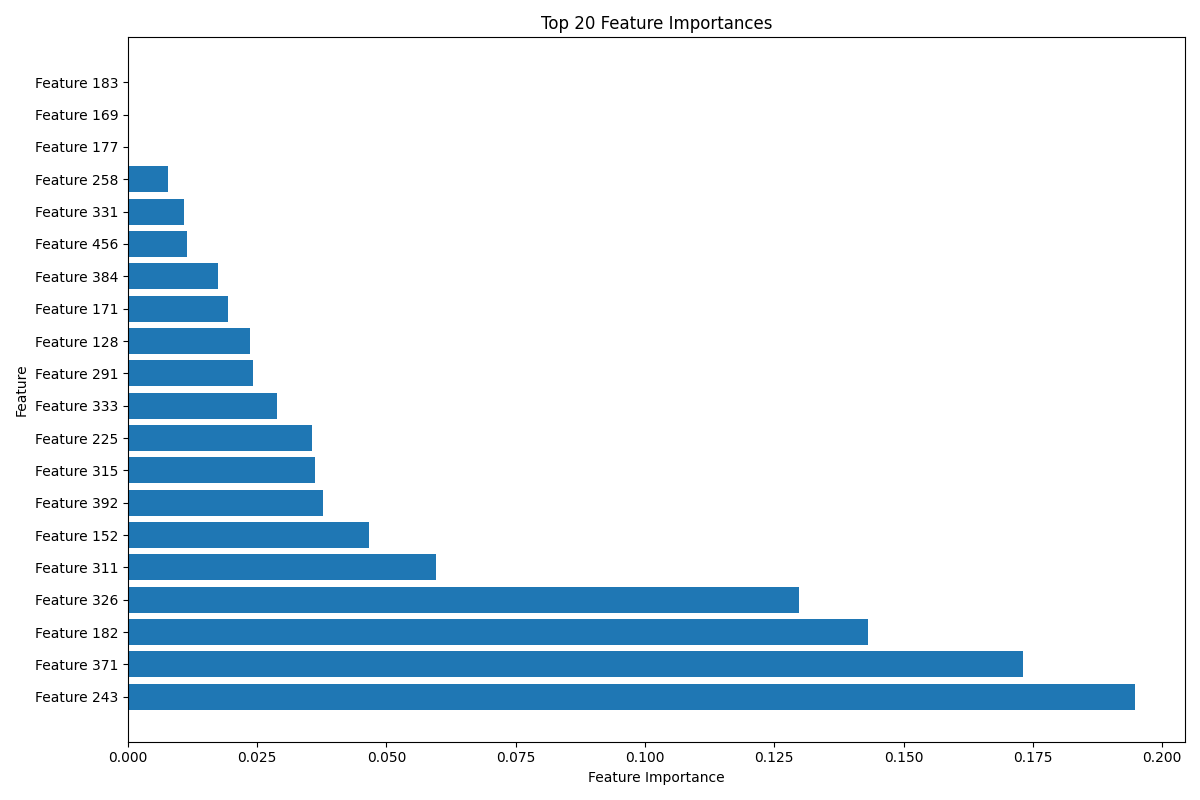 Top 20 Feature Importances
Feature 183
Feature 169
Feature 177
Feature 258
Feature 331
Feature 456
Feature 384
Feature 171
Feature 128
Feature 291
Feature 333
Feature 225
Feature 315
Feature 392
Feature 152
Feature 311
Feature 326
Feature 182
Feature 371
Feature 243
Feature
0.000 0.025 0.050 0.075 0.100 0.125 0.150 0.175 0.200
Feature Importance